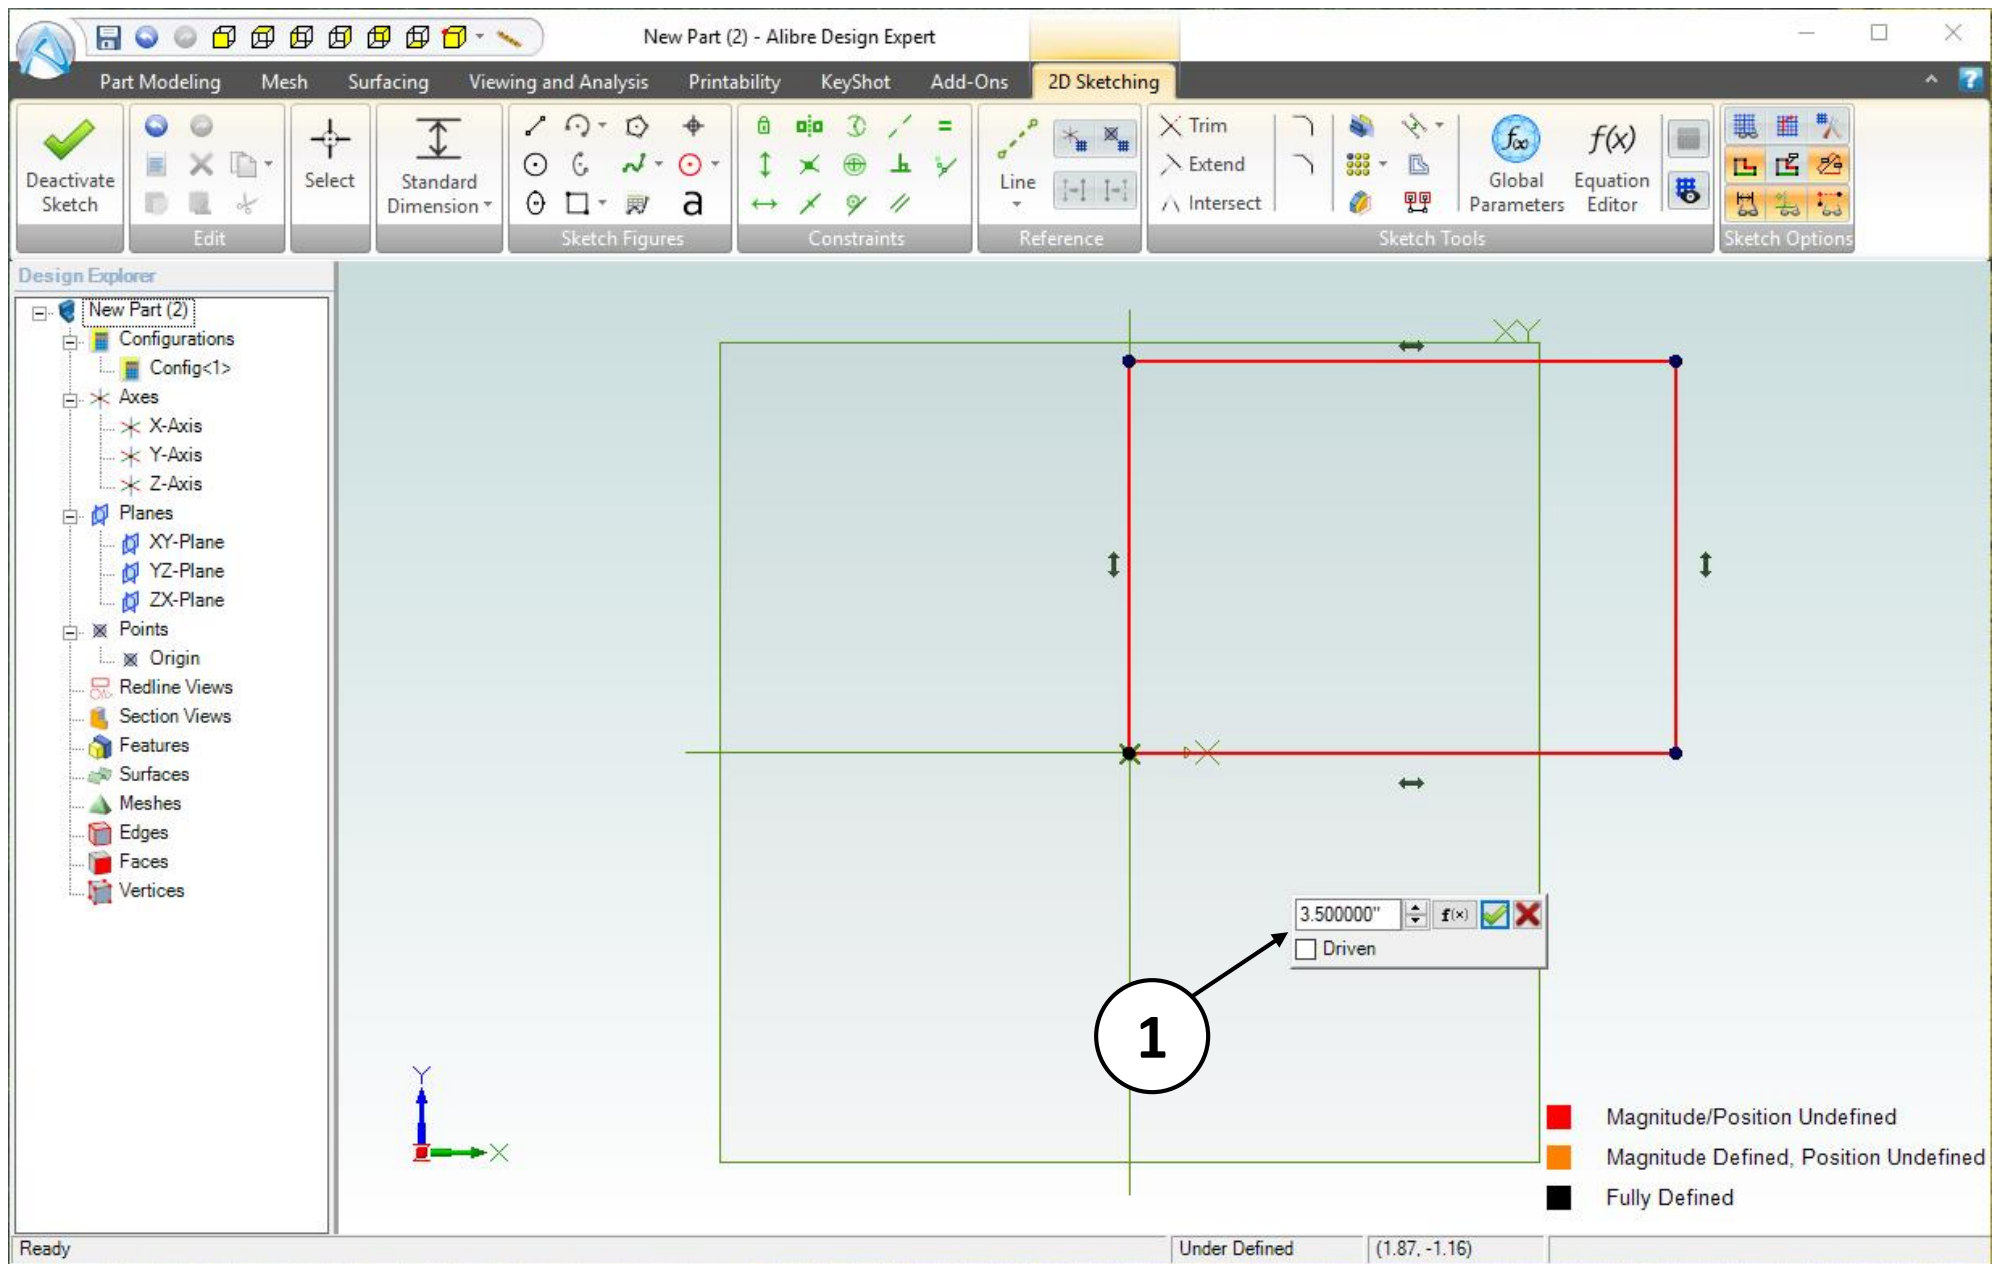 New Part (2) - Alibre Design Expert
Part Modeling Mesh Surfacing Viewing and Analysis Printability KeyShot Add-Ons 2D Sketching
Deactivate Sketch
Edit
Select
Standard Dimension
a
Sketch Figures
Constraints
Line
Reference
Trim
Extend
Intersect
Sketch Tools
f∞
Global Parameters
f(x)
Equation Editor
Sketch Options
Design Explorer
New Part (2)
Configurations
Config<1>
Axes
X-Axis
Y-Axis
Z-Axis
Planes
XY-Plane
YZ-Plane
ZX-Plane
Points
Origin
Redline Views
Section Views
Features
Surfaces
Meshes
Edges
Faces
Vertices
XY
X
3.500000" f(x)
Driven
1
Y
X
Magnitude/Position Undefined
Magnitude Defined, Position Undefined
Fully Defined
Ready
Under Defined
(1.87, -1.16)